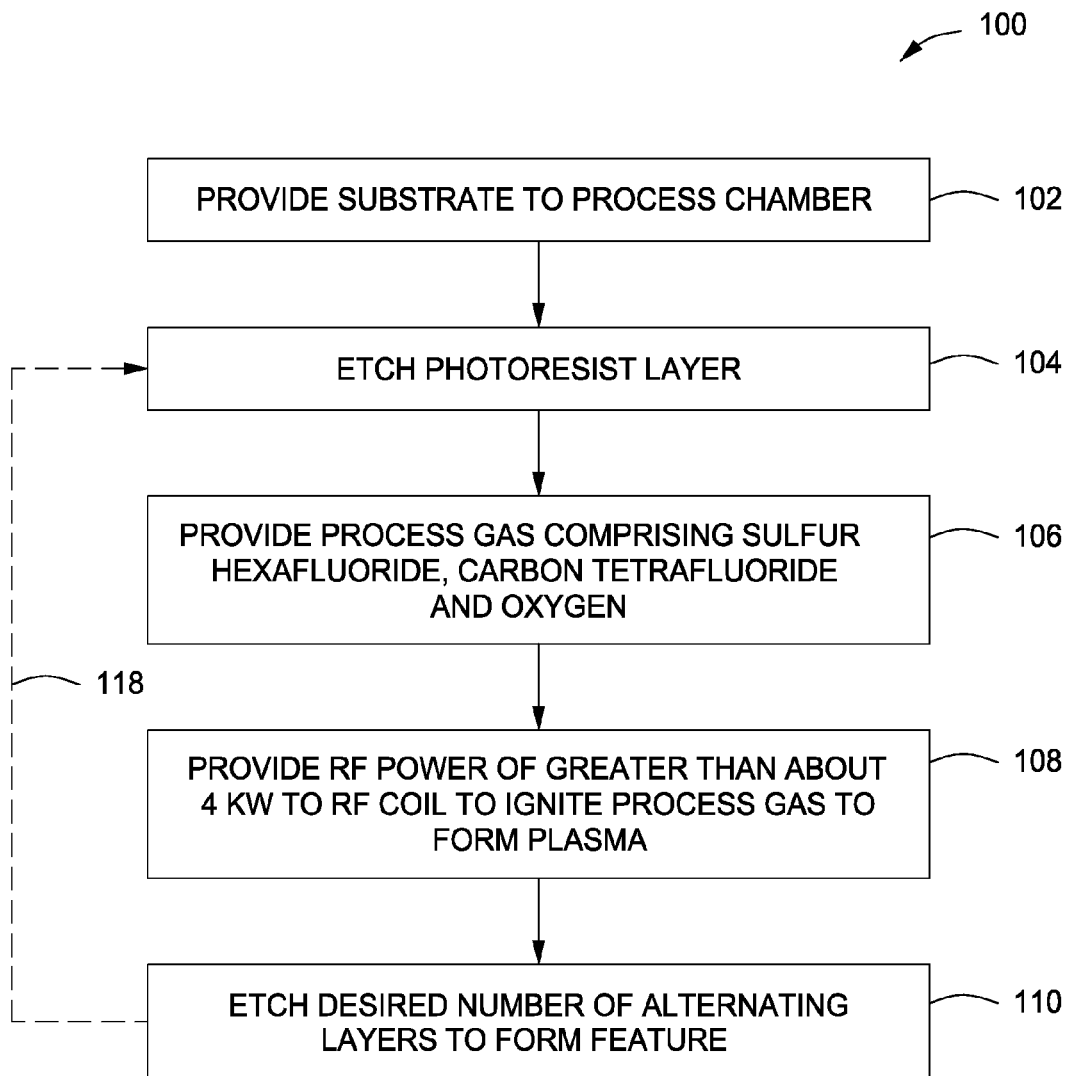 100
PROVIDE SUBSTRATE TO PROCESS CHAMBER
102
ETCH PHOTORESIST LAYER
104
PROVIDE PROCESS GAS COMPRISING SULFUR
HEXAFLUORIDE, CARBON TETRAFLUORIDE
AND OXYGEN
106
118
PROVIDE RF POWER OF GREATER THAN ABOUT
4 KW TO RF COIL TO IGNITE PROCESS GAS TO
FORM PLASMA
108
ETCH DESIRED NUMBER OF ALTERNATING
LAYERS TO FORM FEATURE
110